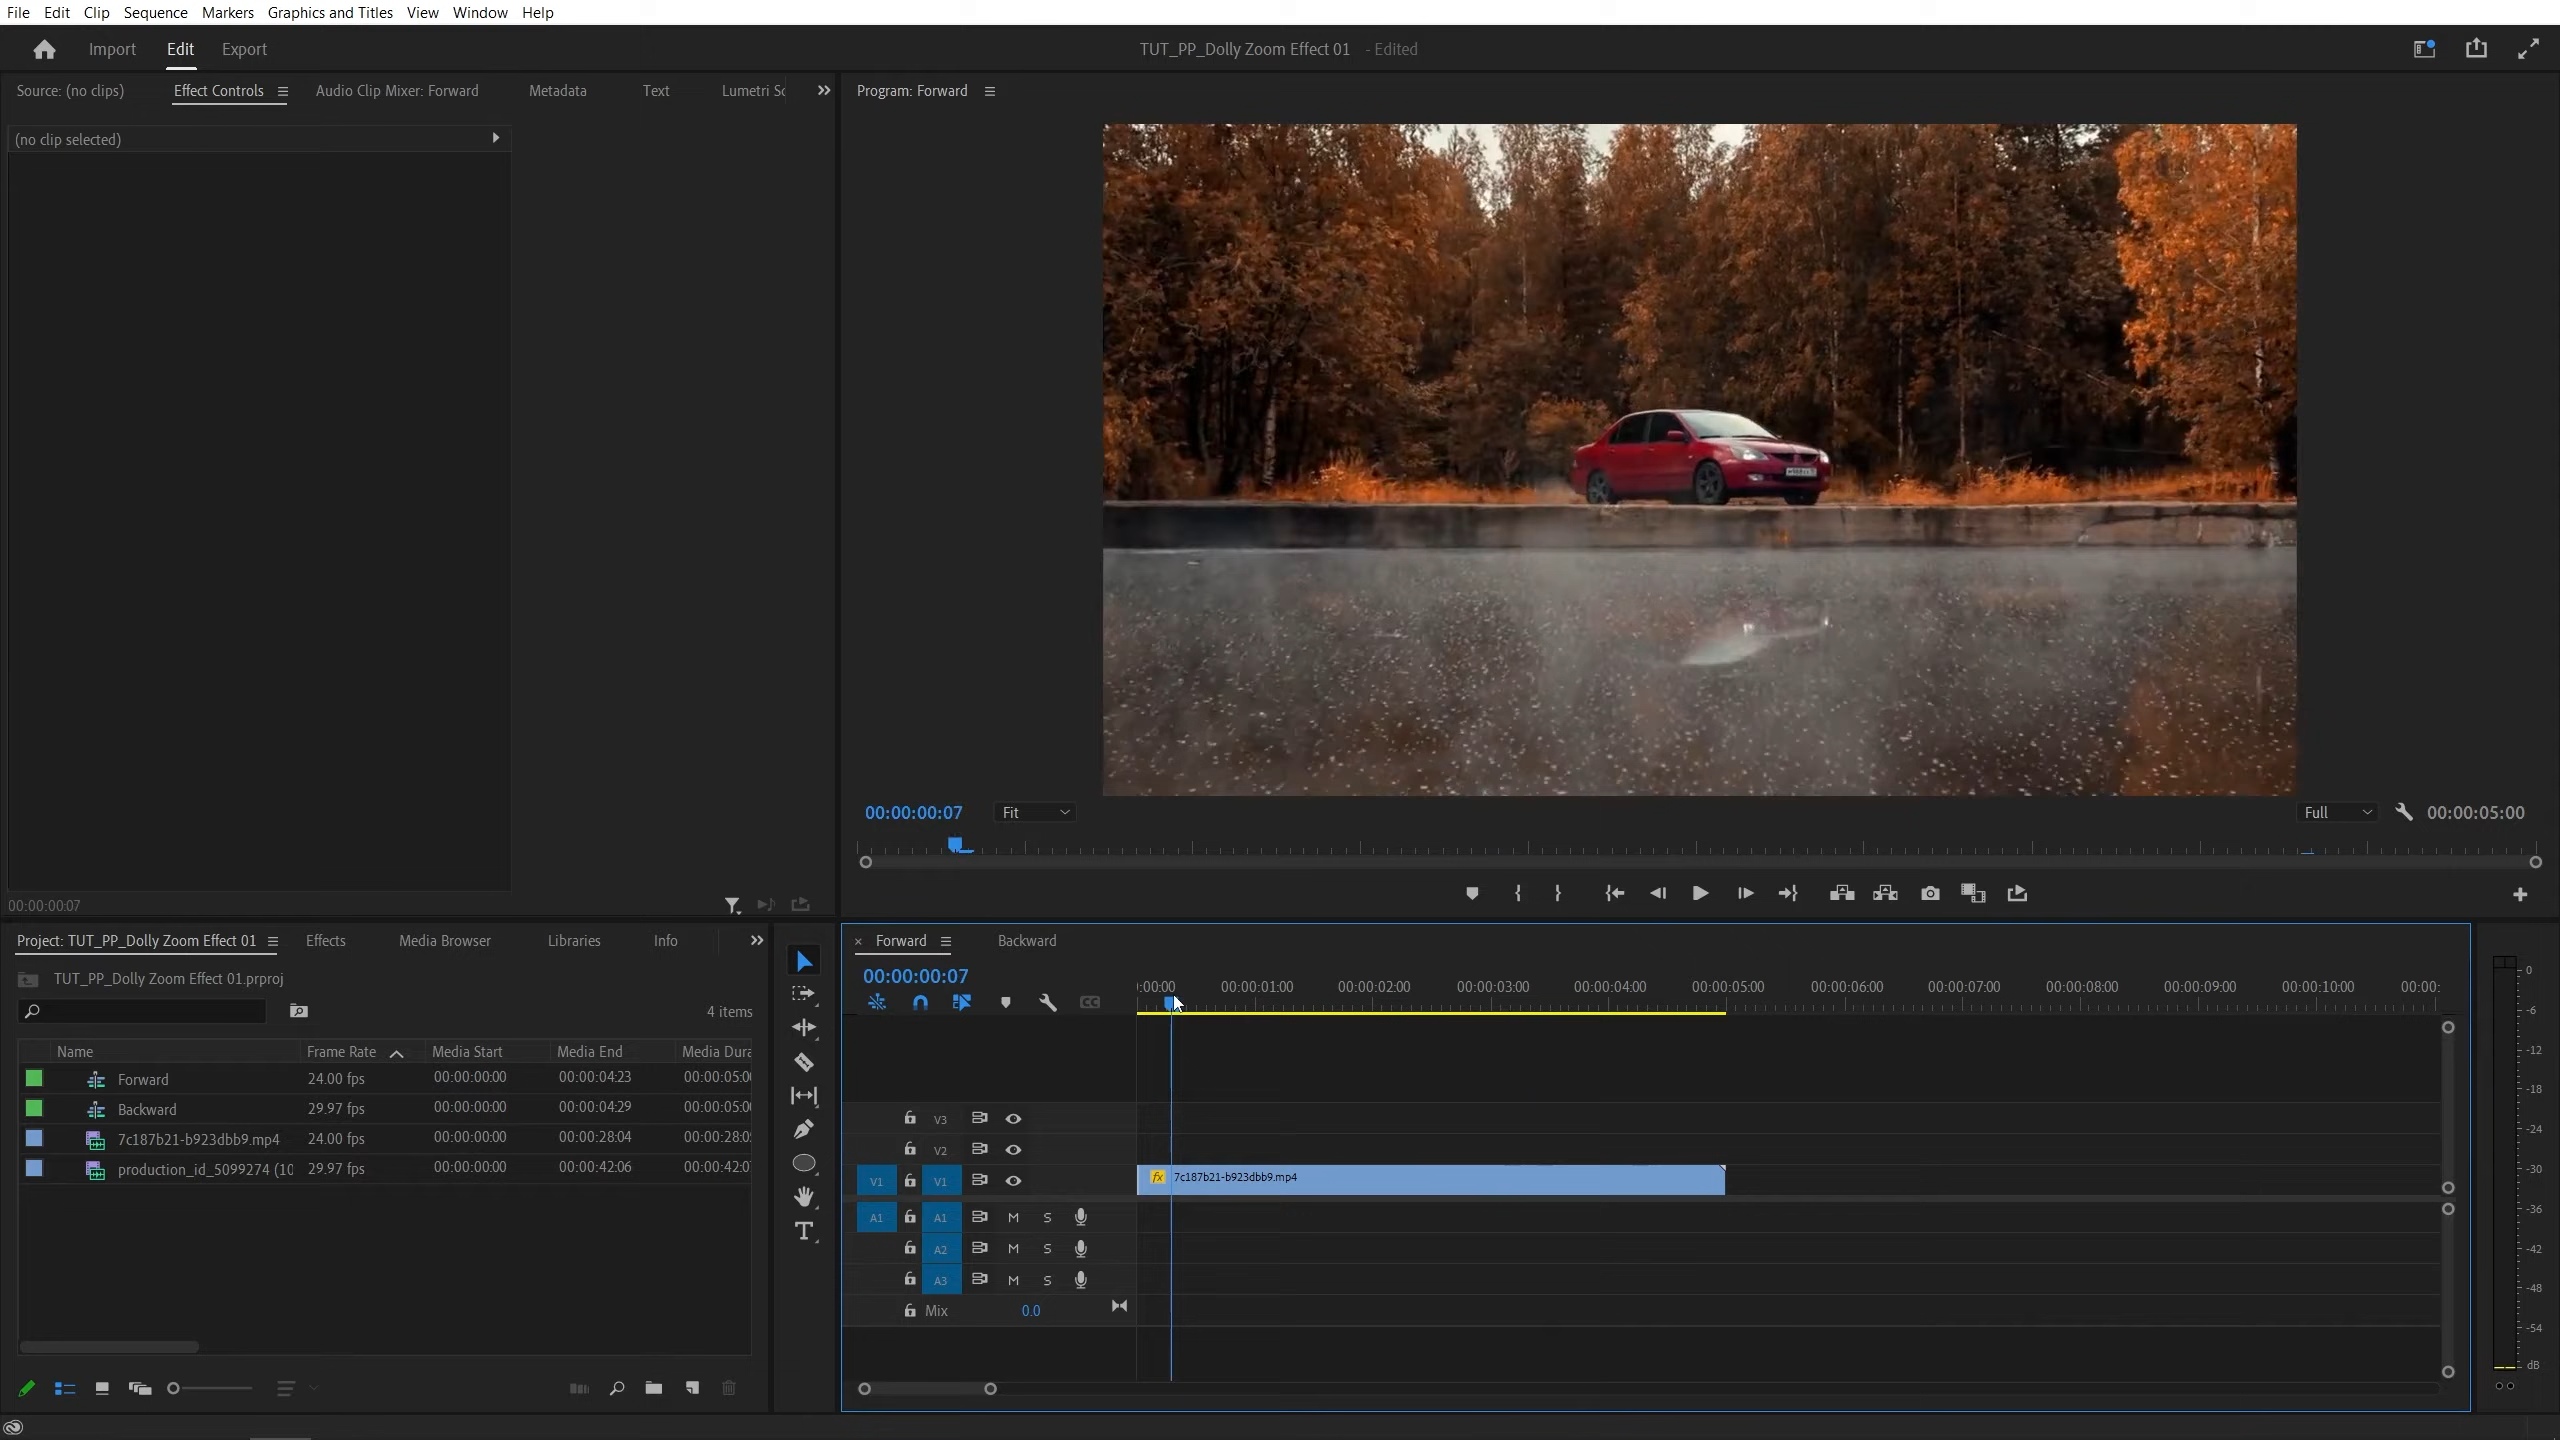 File Edit Clip Sequence Markers Graphics and Titles View Window Help
Import Edit Export
TUT_PP_Dolly Zoom Effect 01 - Edited
Source: (no clips) Effect Controls Audio Clip Mixer: Forward Metadata Text Lumetri Sc
(no clip selected)
00:00:00:07
Program: Forward
00:00:00:07 Fit Full 00:00:05:00
Project: TUT_PP_Dolly Zoom Effect 01 Effects Media Browser Libraries Info
TUT_PP_Dolly Zoom Effect 01.prproj
4 items
Name Frame Rate Media Start Media End Media Dura
Forward 24.00 fps 00:00:00:00 00:00:04:23 00:00:05:0
Backward 29.97 fps 00:00:00:00 00:00:04:29 00:00:05:0
7c187b21-b923dbb9.mp4 24.00 fps 00:00:00:00 00:00:28:04 00:00:28:0
production_id_5099274 (10 29.97 fps 00:00:00:00 00:00:42:06 00:00:42:0
× Forward Backward
00:00:00:07
:00:00 00:00:01:00 00:00:02:00 00:00:03:00 00:00:04:00 00:00:05:00 00:00:06:00 00:00:07:00 00:00:08:00 00:00:09:00 00:00:10:00 00:00:
V3
V2
V1 V1 fx 7c187b21-b923dbb9.mp4
A1 A1 M S
A2 M S
A3 M S
Mix 0.0
0
-6
-12
-18
-24
-30
-36
-42
-48
-54
dB